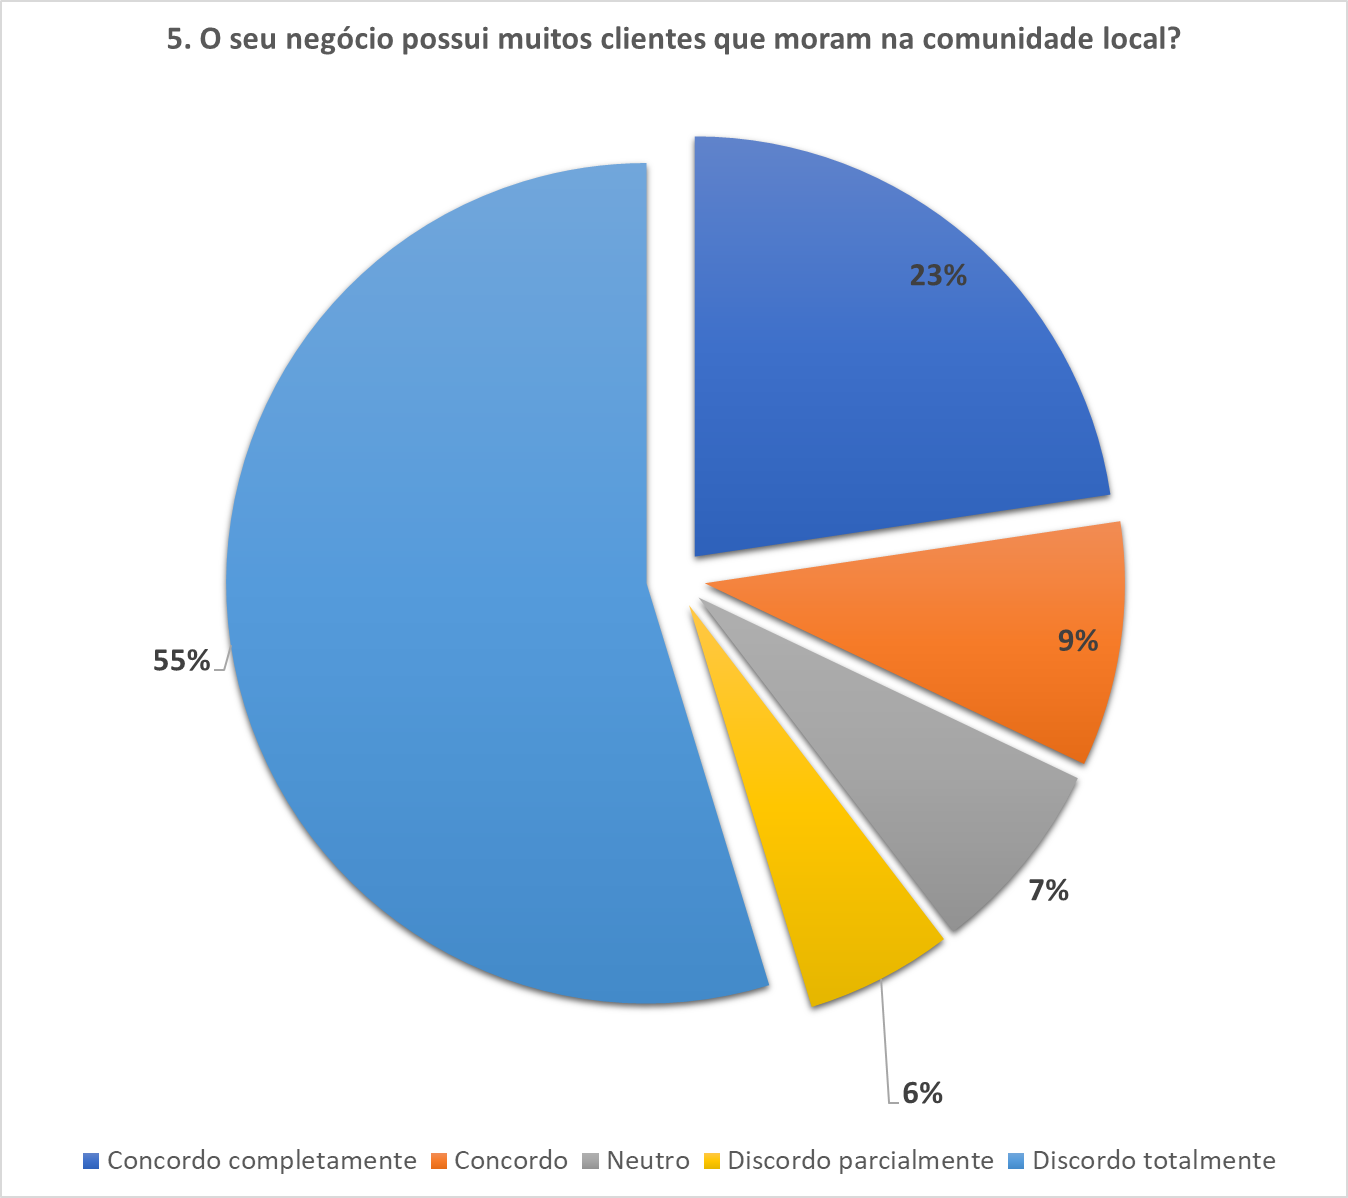 5. O seu negócio possui muitos clientes que moram na comunidade local?
23%
9%
55%
7%
6%
Concordo completamente Concordo Neutro Discordo parcialmente Discordo totalmente